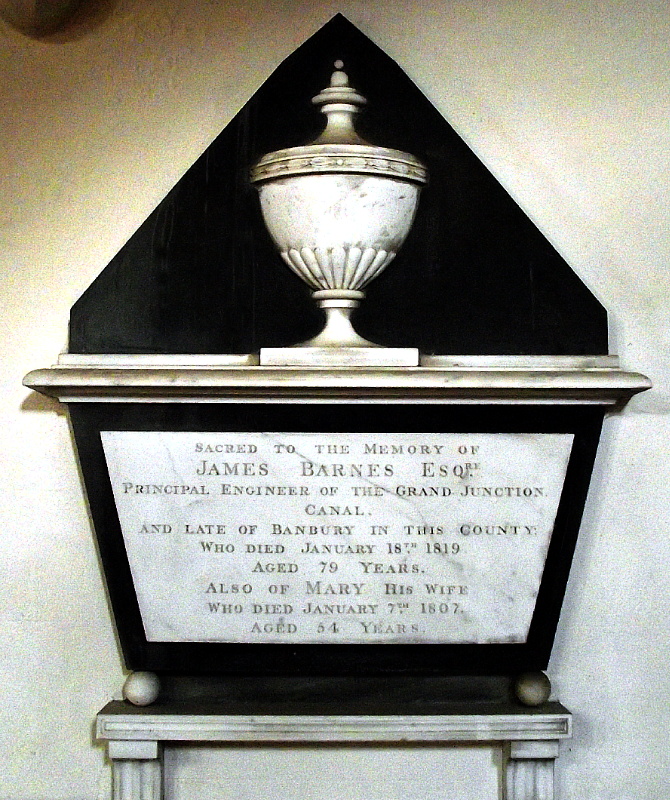 SACRED TO THE MEMORY OF
JAMES BARNES ESQRE
PRINCIPAL ENGINEER OF THE GRAND JUNCTION
CANAL.
AND LATE OF BANBURY IN THIS COUNTY:
WHO DIED JANUARY 18TH 1819
AGED 79 YEARS.
ALSO OF MARY HIS WIFE
WHO DIED JANUARY 7TH 1807.
AGED 54 YEARS.